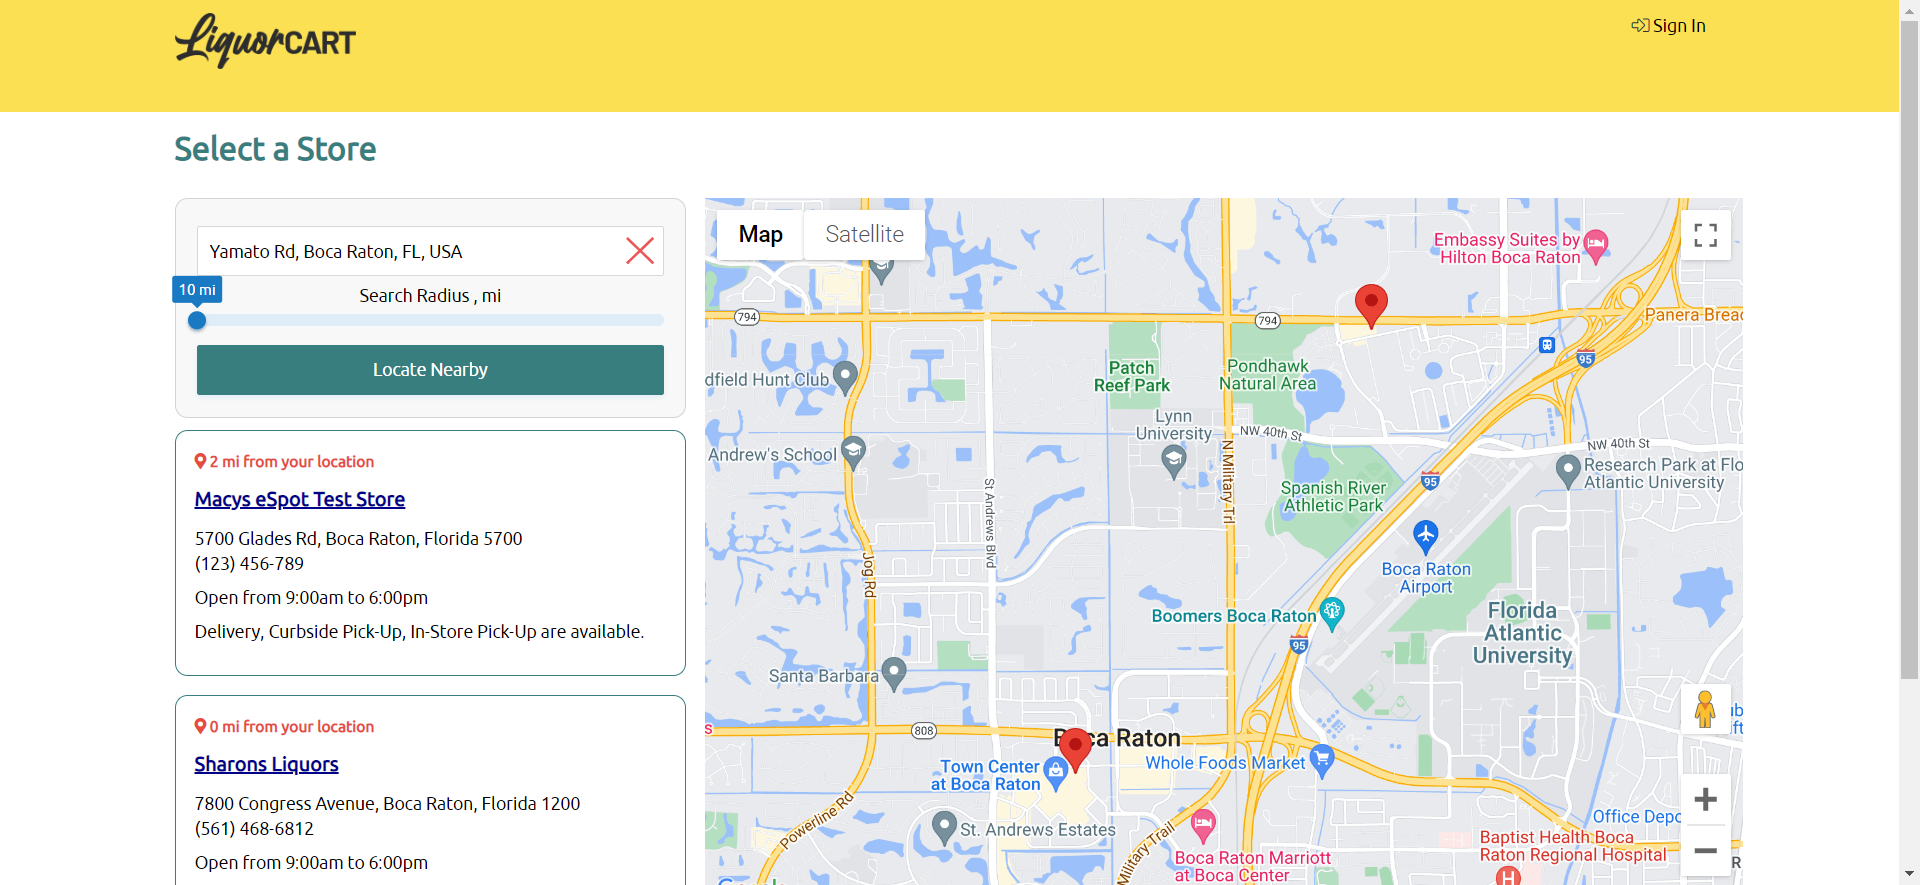 LiquorCART
Sign In
Select a Store
Yamato Rd, Boca Raton, FL, USA
10 mi
Search Radius , mi
Locate Nearby
2 mi from your location
Macys eSpot Test Store
5700 Glades Rd, Boca Raton, Florida 5700
(123) 456-789
Open from 9:00am to 6:00pm
Delivery, Curbside Pick-Up, In-Store Pick-Up are available.
0 mi from your location
Sharons Liquors
7800 Congress Avenue, Boca Raton, Florida 1200
(561) 468-6812
Open from 9:00am to 6:00pm
Map
Satellite
Embassy Suites by
Hilton Boca Raton
794
794
Panera Bread
95
Patch
Reef Park
Pondhawk
Natural Area
dfield Hunt Club
Lynn
University
NW 40th St
NW 40th St
Andrew's School
N Military Trl
Research Park at Flo
Atlantic University
95
St Andrews Blvd
Spanish River
Athletic Park
Jog Rd
Boca Raton
Airport
Boomers Boca Raton
95
Florida
Atlantic
University
Santa Barbara
s
808
Boca Raton
Town Center
at Boca Raton
Whole Foods Market
Powerline Rd
St. Andrews Estates
Military Trail
Office Depo
Baptist Health Boca
Raton Regional Hospital
H
Boca Raton Marriott
at Boca Center
R